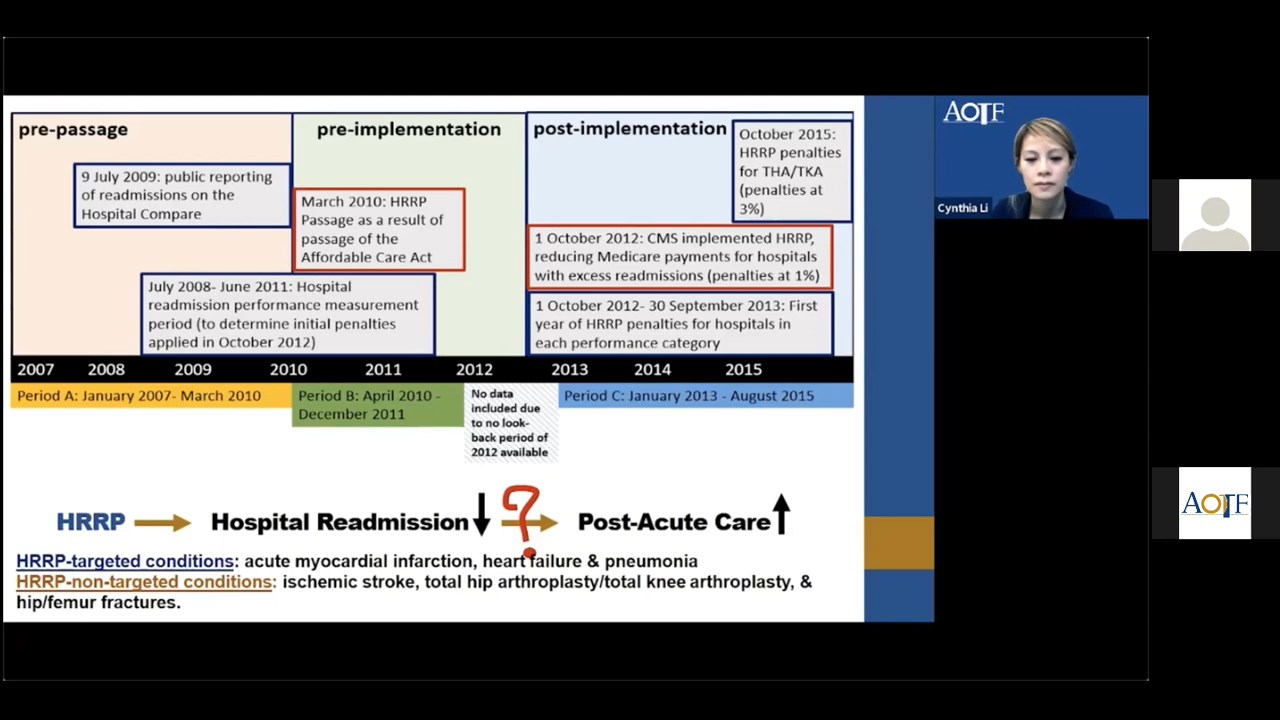 pre-passage
pre-implementation
post-implementation
October 2015:
HRRP penalties
for THA/TKA
(penalties at
3%)
9 July 2009: public reporting
of readmissions on the
Hospital Compare
March 2010: HRRP
Passage as a result of
passage of the
Affordable Care Act
1 October 2012: CMS implemented HRRP,
reducing Medicare payments for hospitals
with excess readmissions (penalties at 1%)
July 2008- June 2011: Hospital
readmission performance measurement
period (to determine initial penalties
applied in October 2012)
1 October 2012- 30 September 2013: First
year of HRRP penalties for hospitals in
each performance category
2007 2008 2009 2010 2011 2012 2013 2014 2015
Period A: January 2007- March 2010
Period B: April 2010 -
December 2011
No data
included due
to no look-
back period of
2012 available
Period C: January 2013 - August 2015
HRRP Hospital Readmission ? Post-Acute Care
HRRP-targeted conditions: acute myocardial infarction, heart failure & pneumonia
HRRP-non-targeted conditions: ischemic stroke, total hip arthroplasty/total knee arthroplasty, &
hip/femur fractures.
AOTF
Cynthia Li
AOTF